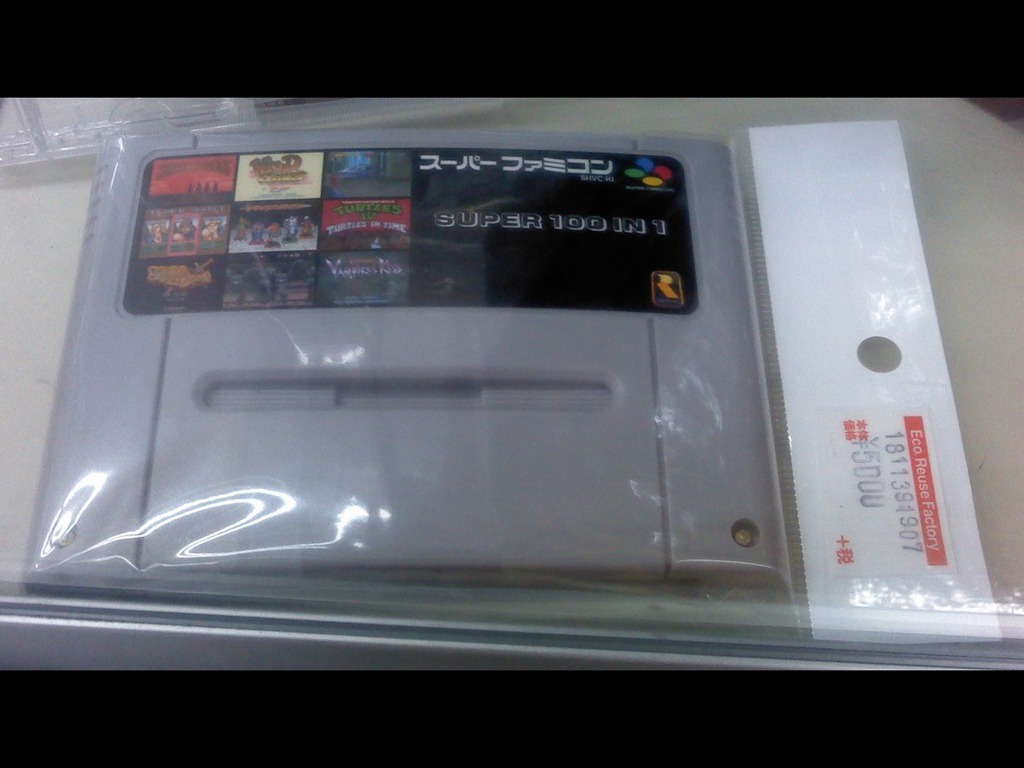 スーパーファミコン
SHVC-KI
SUPER 100 IN 1
TURTLES IV
TURTLES IN TIME
R
Eco.Reuse Factory
1811391907
本体価格 ¥5000
+税